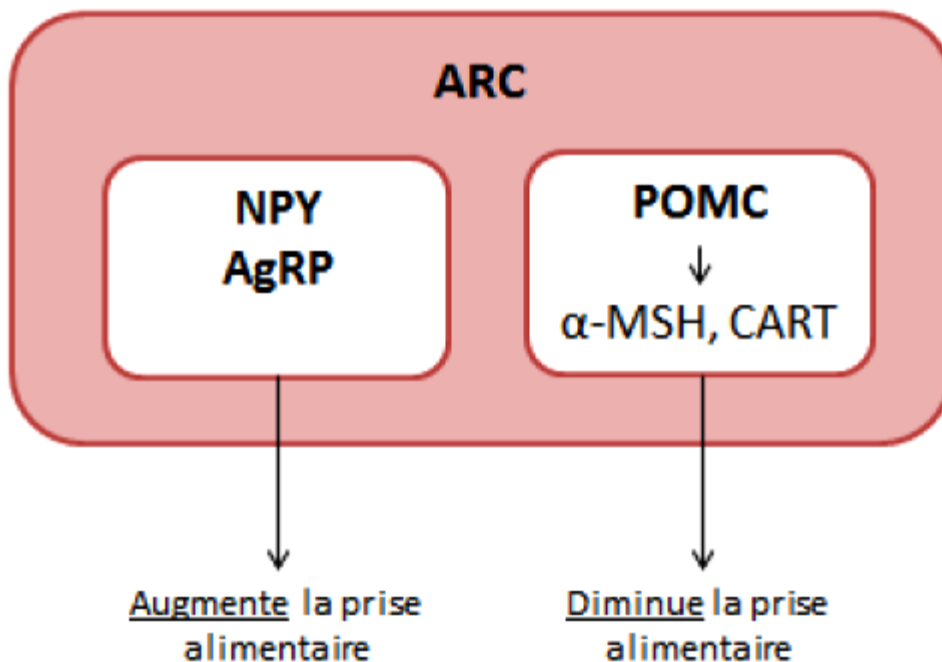 ARC
NPY
AgRP
POMC
α-MSH, CART
Augmente la prise
alimentaire
Diminue la prise
alimentaire